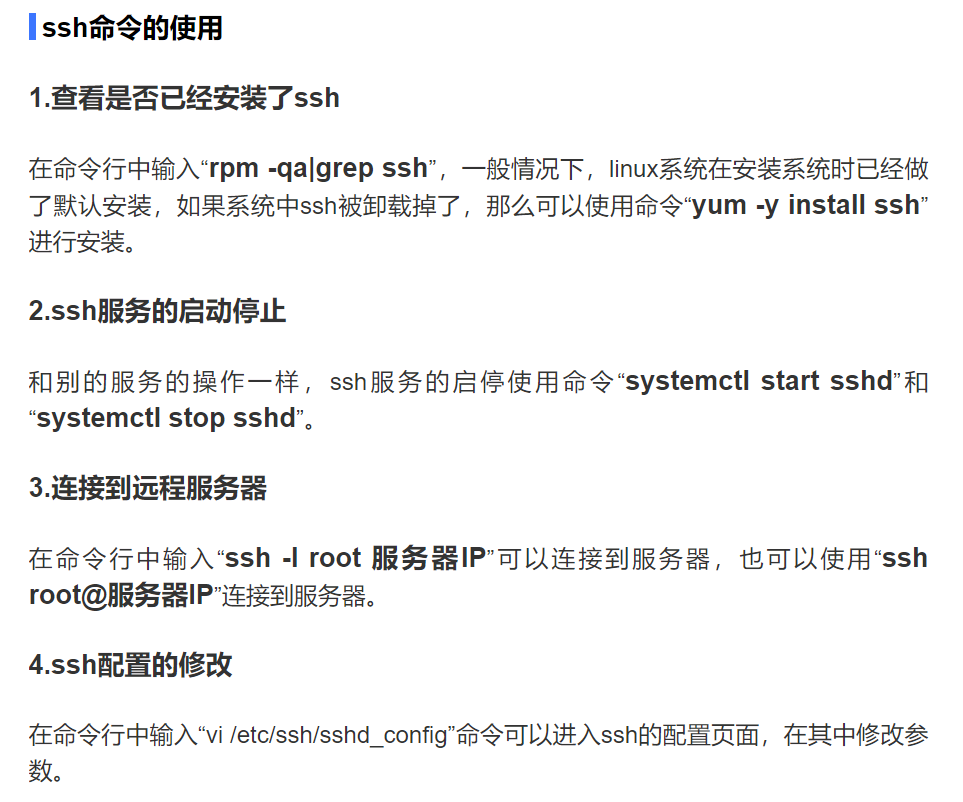 ssh命令的使用
1.查看是否已经安装了ssh
在命令行中输入“rpm -qa|grep ssh”，一般情况下，linux系统在安装系统时已经做
了默认安装，如果系统中ssh被卸载掉了，那么可以使用命令“yum -y install ssh”
进行安装。
2.ssh服务的启动停止
和别的服务的操作一样，ssh服务的启停使用命令“systemctl start sshd”和
“systemctl stop sshd”。
3.连接到远程服务器
在命令行中输入“ssh -l root 服务器IP”可以连接到服务器，也可以使用“ssh
root@服务器IP”连接到服务器。
4.ssh配置的修改
在命令行中输入“vi /etc/ssh/sshd_config”命令可以进入ssh的配置页面，在其中修改参
数。